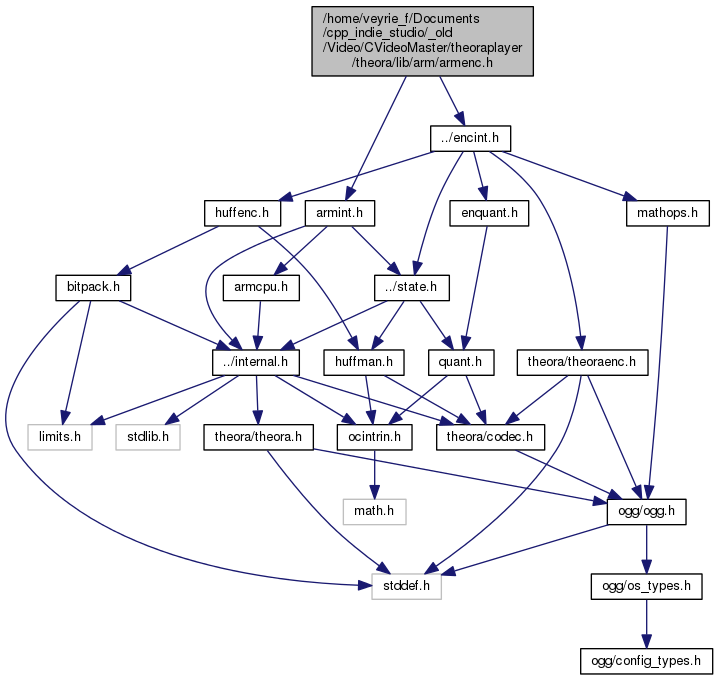 /home/veyrie_f/Documents
/cpp_indie_studio/_old
/Video/CVideoMaster/theoraplayer
/theora/lib/arm/armenc.h
../encint.h
huffenc.h
armint.h
enquant.h
mathops.h
bitpack.h
armcpu.h
../state.h
../internal.h
huffman.h
quant.h
theora/theoraenc.h
limits.h
stdlib.h
theora/theora.h
ocintrin.h
theora/codec.h
math.h
ogg/ogg.h
stddef.h
ogg/os_types.h
ogg/config_types.h